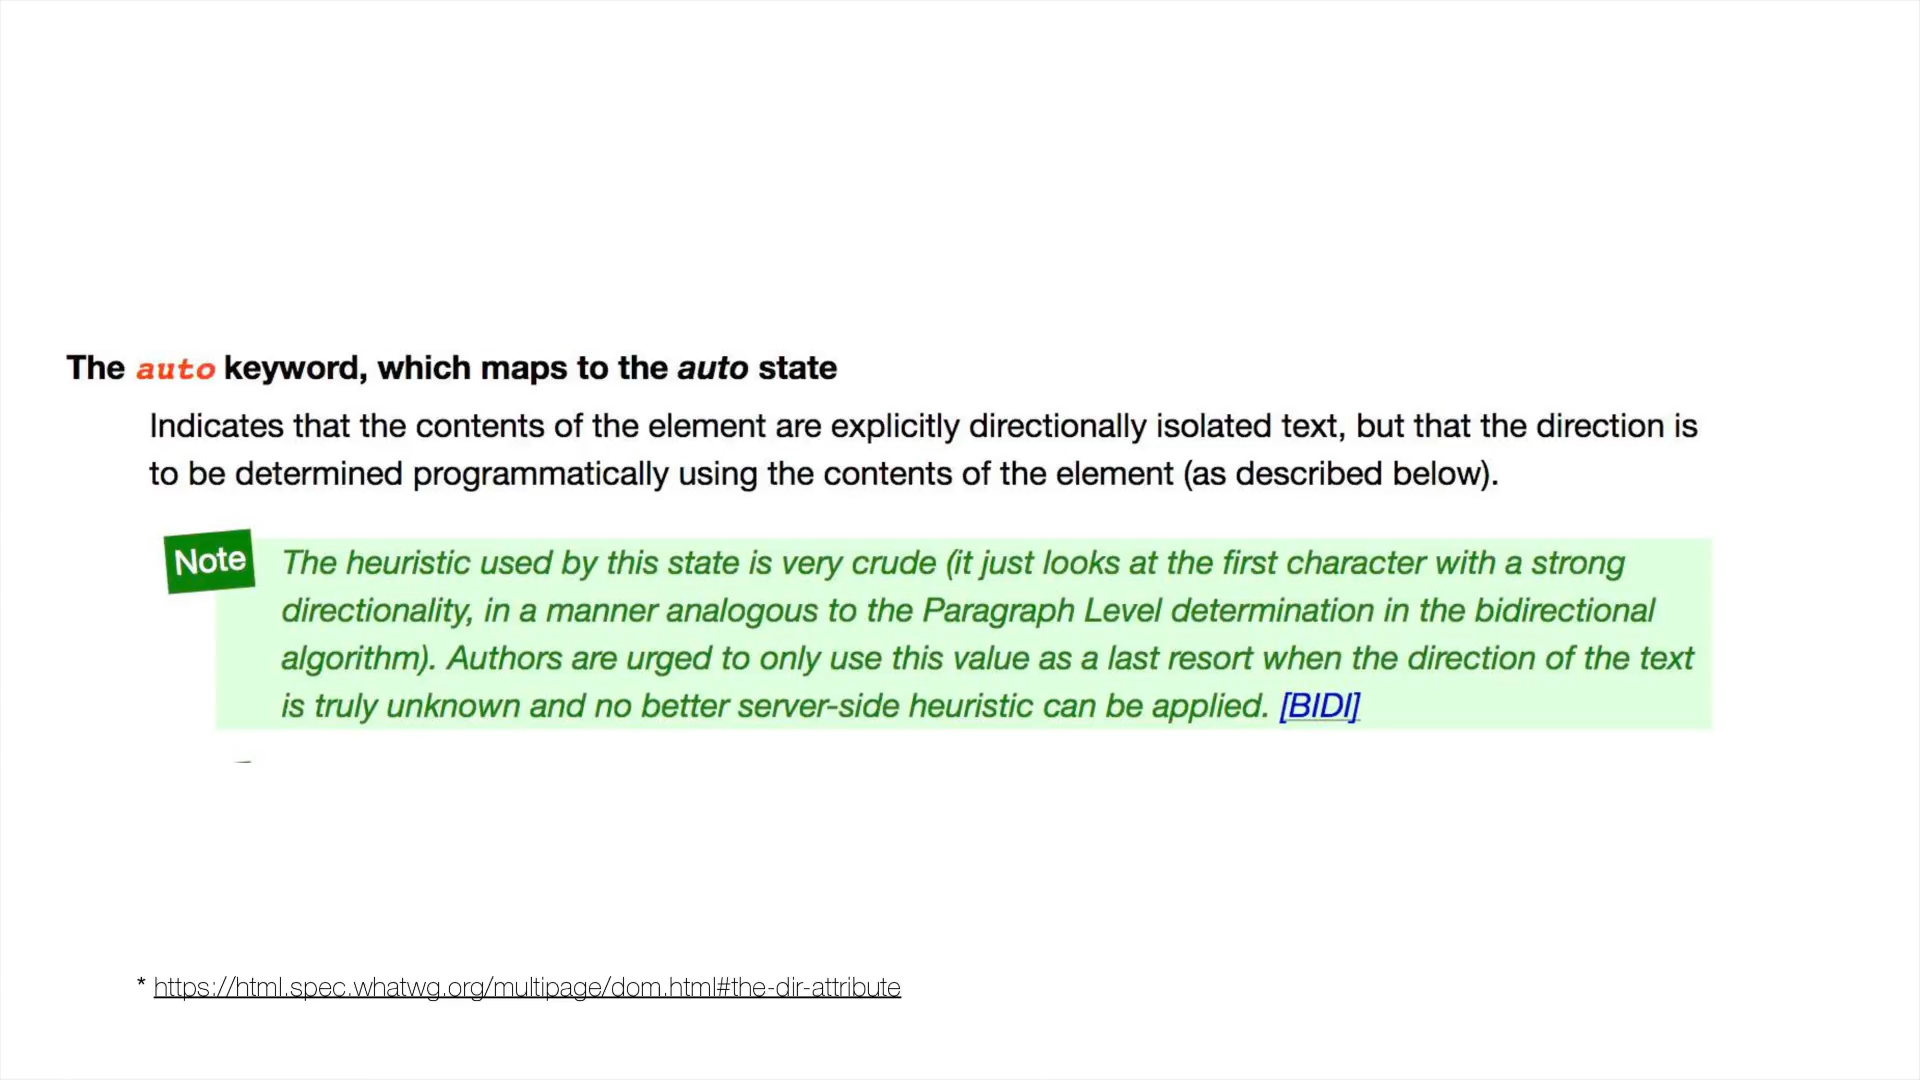 The auto keyword, which maps to the auto state
Indicates that the contents of the element are explicitly directionally isolated text, but that the direction is
to be determined programmatically using the contents of the element (as described below).
Note
The heuristic used by this state is very crude (it just looks at the first character with a strong
directionality, in a manner analogous to the Paragraph Level determination in the bidirectional
algorithm). Authors are urged to only use this value as a last resort when the direction of the text
is truly unknown and no better server-side heuristic can be applied. [BIDI]
* https://html.spec.whatwg.org/multipage/dom.html#the-dir-attribute